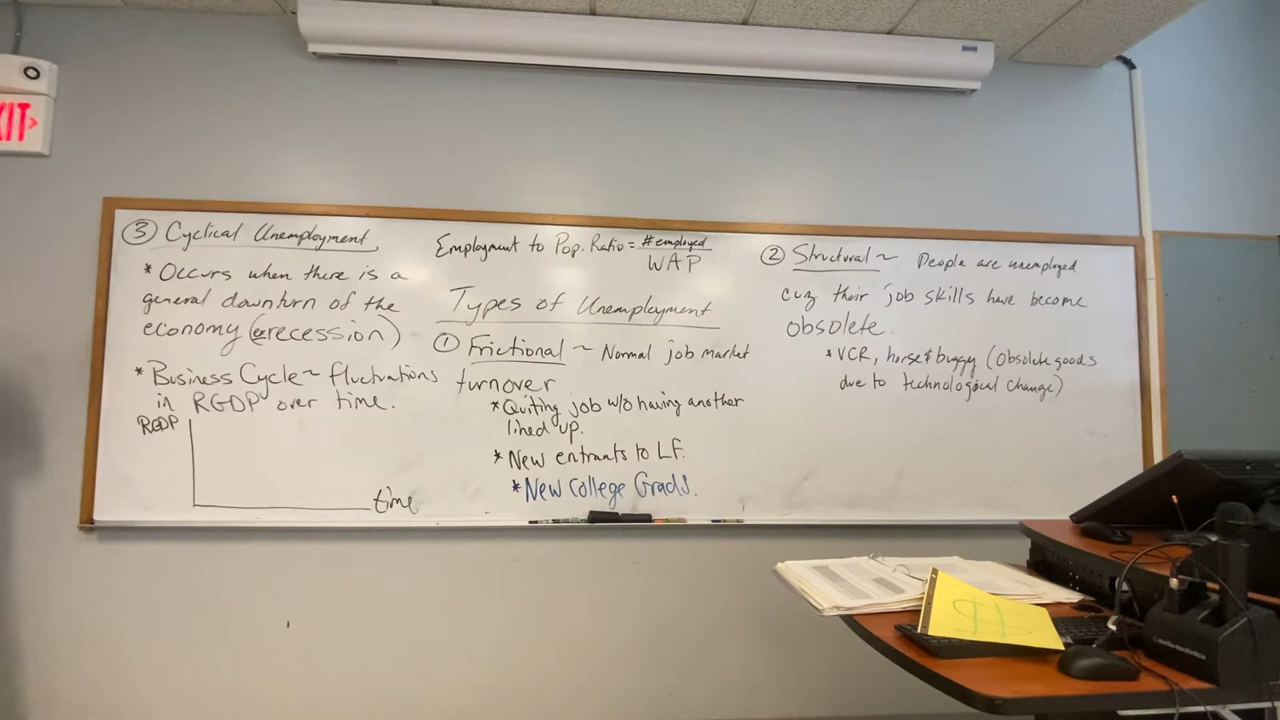 EXIT>
③ Cyclical Unemployment
* Occurs when there is a
general downturn of the
economy (ex recession)
* Business Cycle ~ fluctuations
in RGDP over time.
RGDP
time
Employment to Pop. Ratio = # employed
WAP
Types of Unemployment
① Frictional ~ Normal job market
turnover
* Quiting job w/o having another
lined up.
* New entrants to LF.
* New College Grads.
② Structural ~ People are unemployed
cuz their job skills have become
obsolete.
* VCR, horse & buggy (Obsolete goods
due to technological change)
$
audio-technica